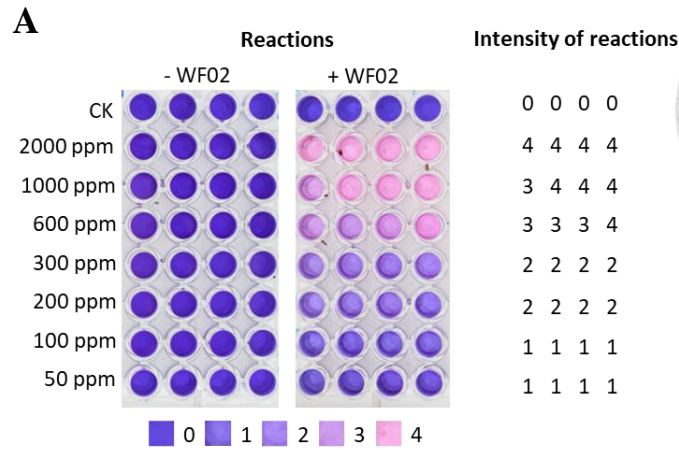 A
Reactions
Intensity of reactions
- WF02
+ WF02
CK
0 0 0 0
2000 ppm
4 4 4 4
1000 ppm
3 4 4 4
600 ppm
3 3 3 4
300 ppm
2 2 2 2
200 ppm
2 2 2 2
100 ppm
1 1 1 1
50 ppm
1 1 1 1
0 1 2 3 4